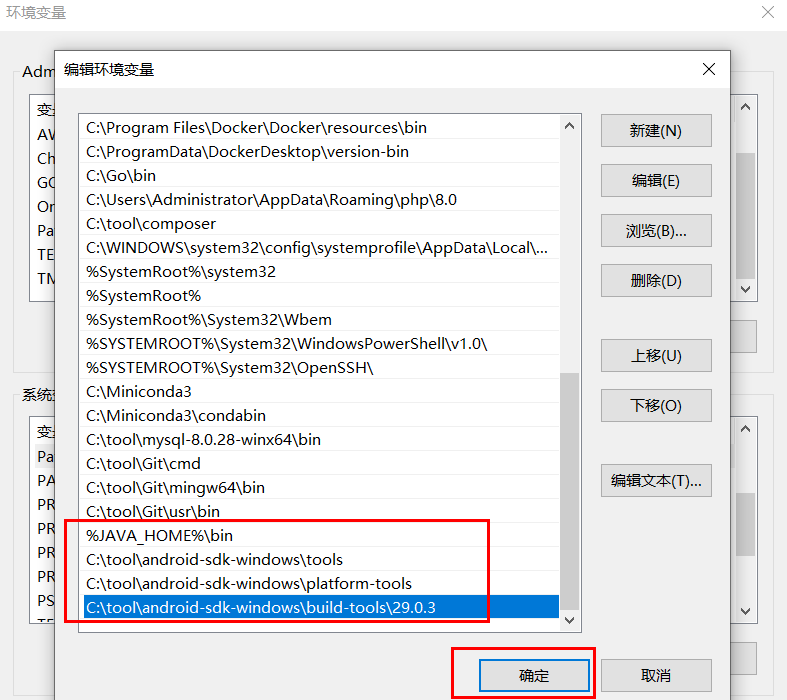 环境变量
编辑环境变量
Adm
变
AW
Ch
GO
Or
Pa
TE
TM
系统
变
Pa
PA
PR
PR
PR
PR
PS
C:\Program Files\Docker\Docker\resources\bin
C:\ProgramData\DockerDesktop\version-bin
C:\Go\bin
C:\Users\Administrator\AppData\Roaming\php\8.0
C:\tool\composer
C:\WINDOWS\system32\config\systemprofile\AppData\Local\...
%SystemRoot%\system32
%SystemRoot%
%SystemRoot%\System32\Wbem
%SYSTEMROOT%\System32\WindowsPowerShell\v1.0\
%SYSTEMROOT%\System32\OpenSSH\
C:\Miniconda3
C:\Miniconda3\condabin
C:\tool\mysql-8.0.28-winx64\bin
C:\tool\Git\cmd
C:\tool\Git\mingw64\bin
C:\tool\Git\usr\bin
%JAVA_HOME%\bin
C:\tool\android-sdk-windows\tools
C:\tool\android-sdk-windows\platform-tools
C:\tool\android-sdk-windows\build-tools\29.0.3
新建(N)
编辑(E)
浏览(B)...
删除(D)
上移(U)
下移(O)
编辑文本(T)...
确定
取消